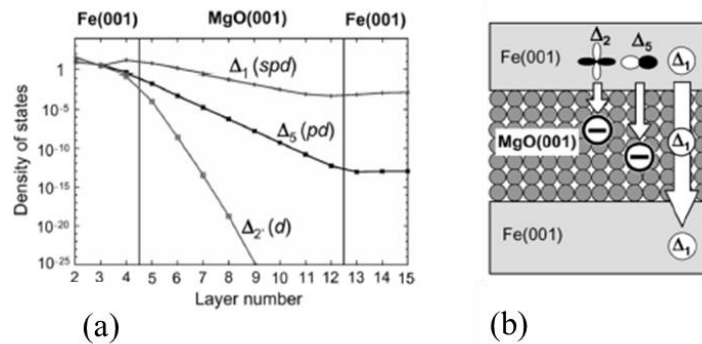 Fe(001) MgO(001) Fe(001)
Density of states
1
10⁻⁵
10⁻¹⁰
10⁻¹⁵
10⁻²⁰
10⁻²⁵
Δ₁ (spd)
Δ₅ (pd)
Δ₂' (d)
2 3 4 5 6 7 8 9 10 11 12 13 14 15
Layer number
(a)
Δ₂ Δ₅
Fe(001) Δ₁
MgO(001) Δ₁
Fe(001) Δ₁
(b)